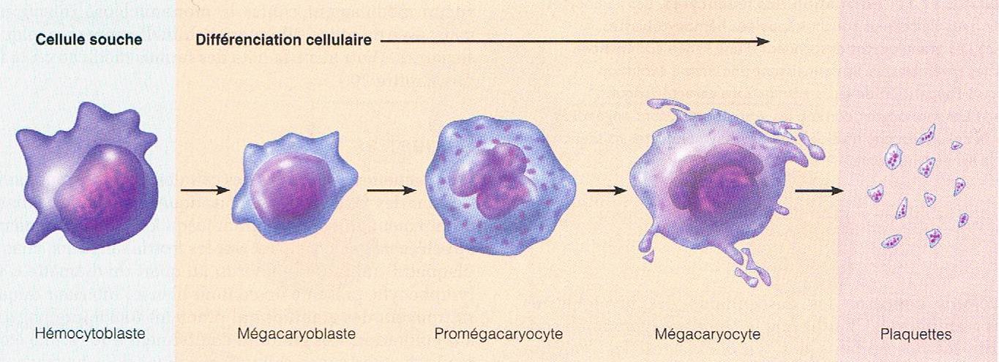 Cellule souche
Différenciation cellulaire
Hémocytoblaste
Mégacaryoblaste
Promégacaryocyte
Mégacaryocyte
Plaquettes